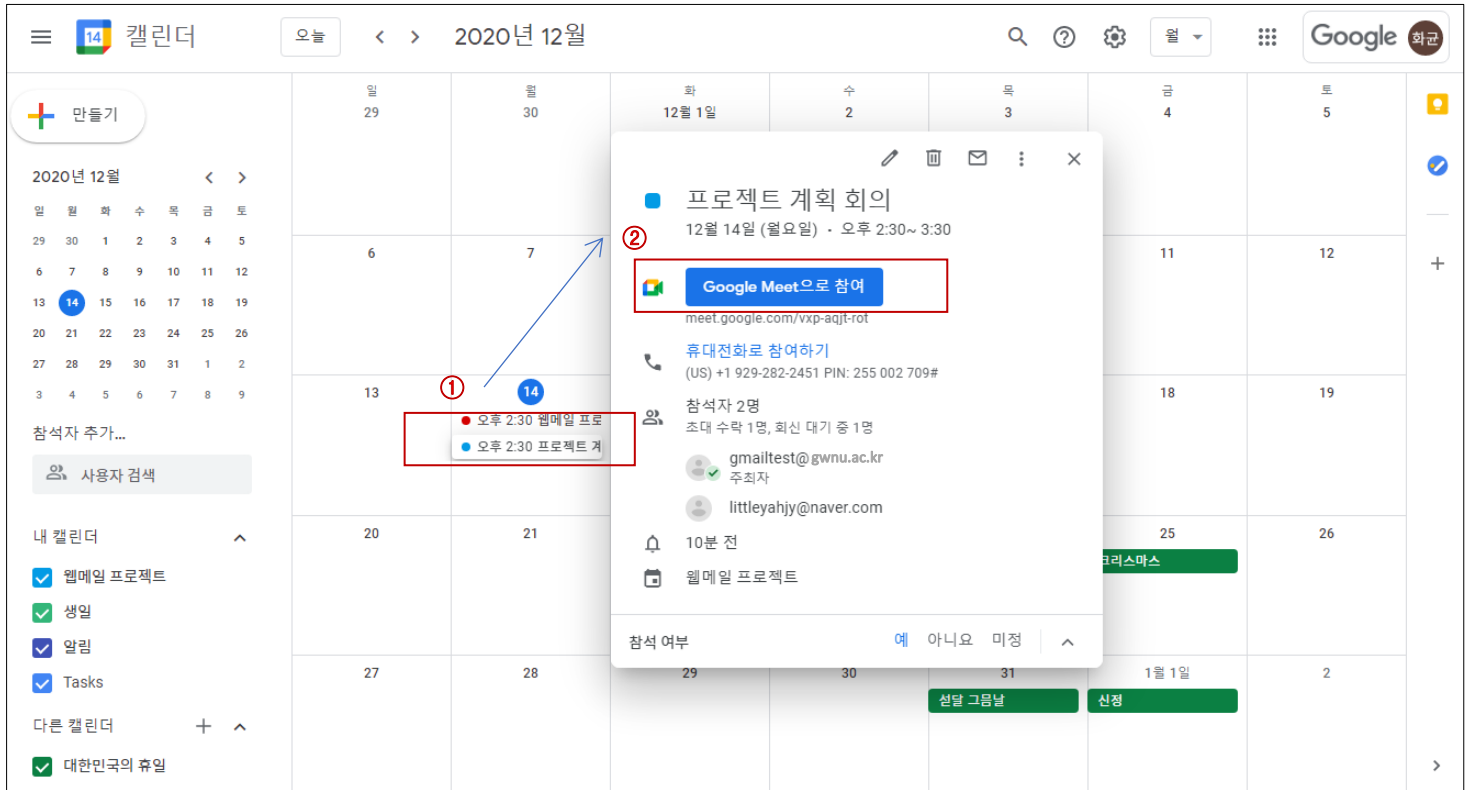 14 캘린더 오늘 2020년 12월 월 Google 화균
만들기
2020년 12월
일 월 화 수 목 금 토
29 30 1 2 3 4 5
6 7 8 9 10 11 12
13 14 15 16 17 18 19
20 21 22 23 24 25 26
27 28 29 30 31 1 2
3 4 5 6 7 8 9
참석자 추가...
사용자 검색
내 캘린더
웹메일 프로젝트
생일
알림
Tasks
다른 캘린더
대한민국의 휴일
일 월 화 수 목 금 토
29 30 12월 1일 2 3 4 5
6 7 11 12
13 14 18 19
①
오후 2:30 웹메일 프로
오후 2:30 프로젝트 계
20 21 25 26
크리스마스
27 28 29 30 31 1월 1일 2
섣달 그믐날 신정
프로젝트 계획 회의
12월 14일 (월요일) · 오후 2:30~ 3:30
②
Google Meet으로 참여
meet.google.com/vxp-aqjt-rot
휴대전화로 참여하기
(US) +1 929-282-2451 PIN: 255 002 709#
참석자 2명
초대 수락 1명, 회신 대기 중 1명
gmailtest@gwnu.ac.kr
주최자
littleyahjy@naver.com
10분 전
웹메일 프로젝트
참석 여부 예 아니요 미정